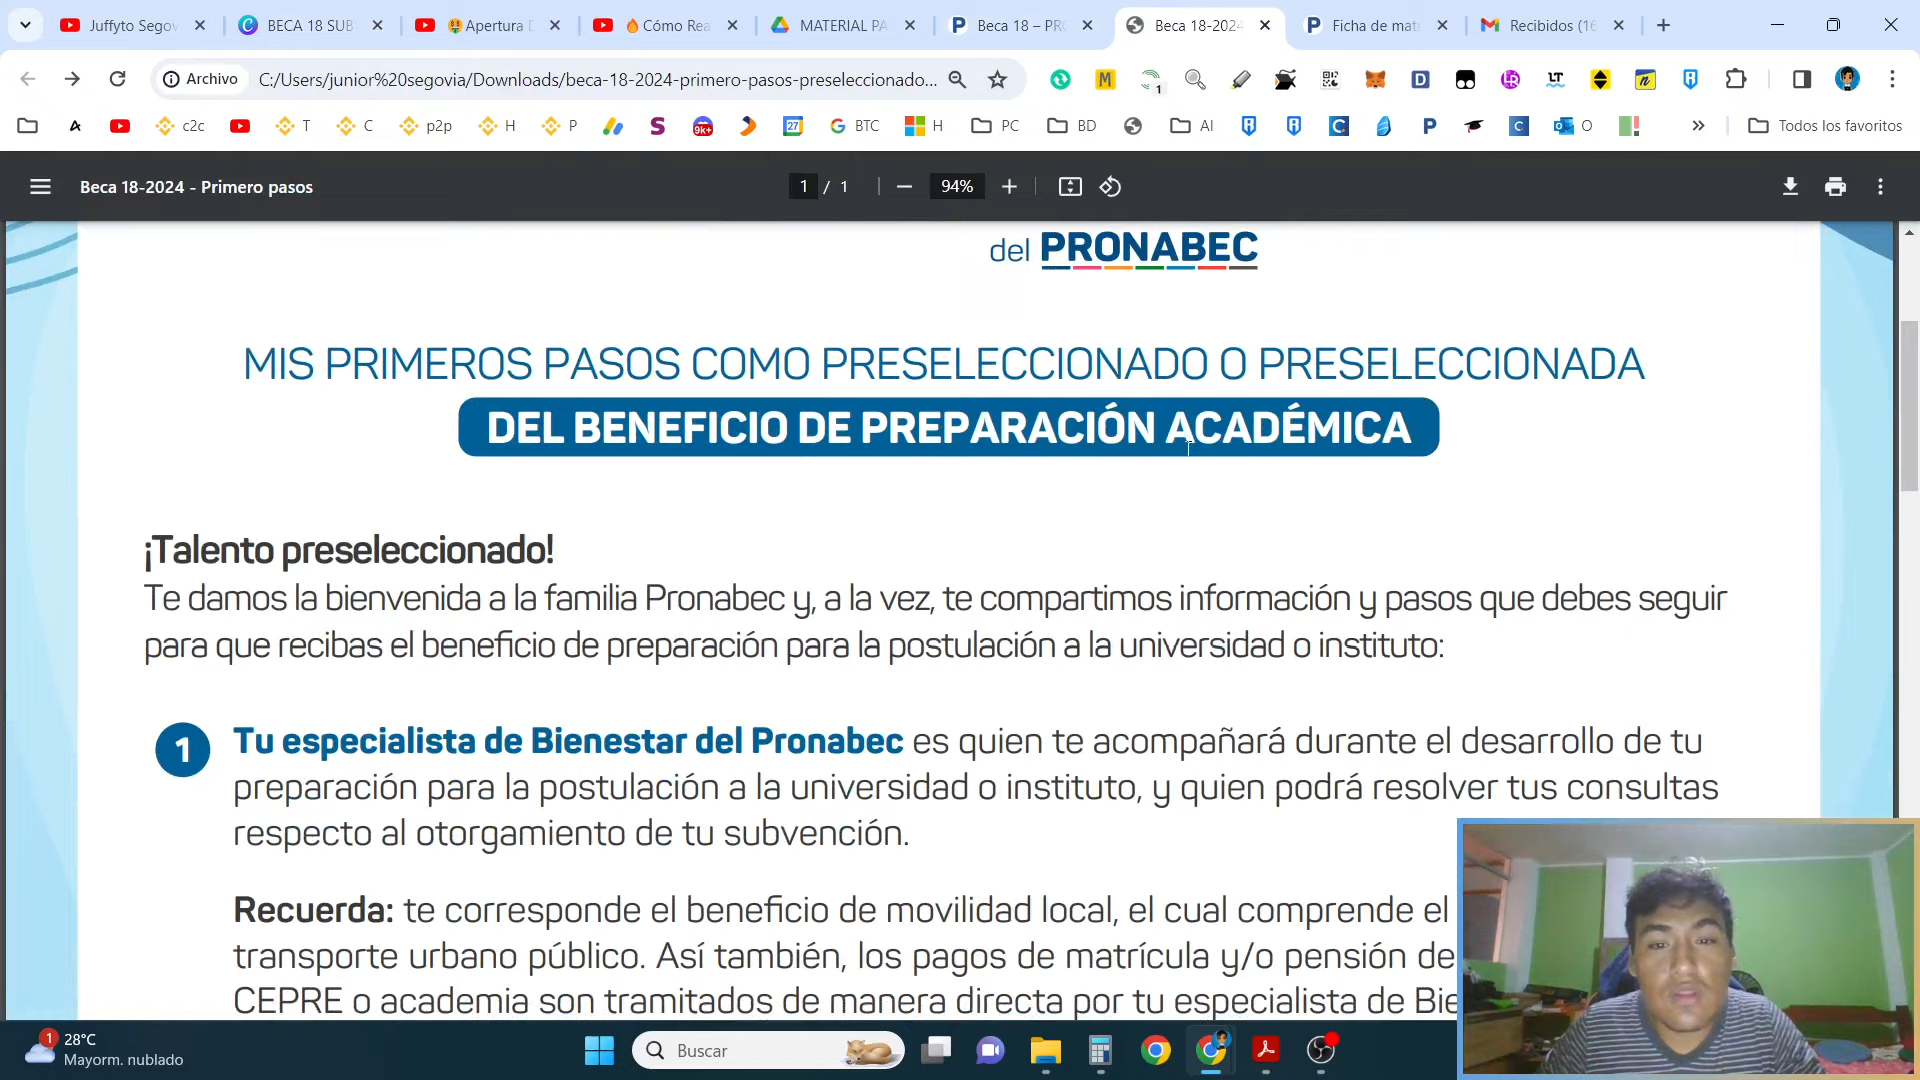 Juffyto Segov
BECA 18 SUB
Apertura D
Cómo Rea
MATERIAL PA
Beca 18 – PR
Beca 18-2024
Ficha de mat
Recibidos (16
Archivo
C:/Users/junior%20segovia/Downloads/beca-18-2024-primero-pasos-preseleccionado...
c2c
T
C
p2p
H
P
9k+
27
BTC
H
PC
BD
AI
O
Todos los favoritos
Beca 18-2024 - Primero pasos
1 / 1
94%
del PRONABEC
MIS PRIMEROS PASOS COMO PRESELECCIONADO O PRESELECCIONADA
DEL BENEFICIO DE PREPARACIÓN ACADÉMICA
¡Talento preseleccionado!
Te damos la bienvenida a la familia Pronabec y, a la vez, te compartimos información y pasos que debes seguir
para que recibas el beneficio de preparación para la postulación a la universidad o instituto:
1
Tu especialista de Bienestar del Pronabec es quien te acompañará durante el desarrollo de tu
preparación para la postulación a la universidad o instituto, y quien podrá resolver tus consultas
respecto al otorgamiento de tu subvención.
Recuerda: te corresponde el beneficio de movilidad local, el cual comprende el
transporte urbano público. Así también, los pagos de matrícula y/o pensión de
CEPRE o academia son tramitados de manera directa por tu especialista de Bie
1
28°C
Mayorm. nublado
Buscar